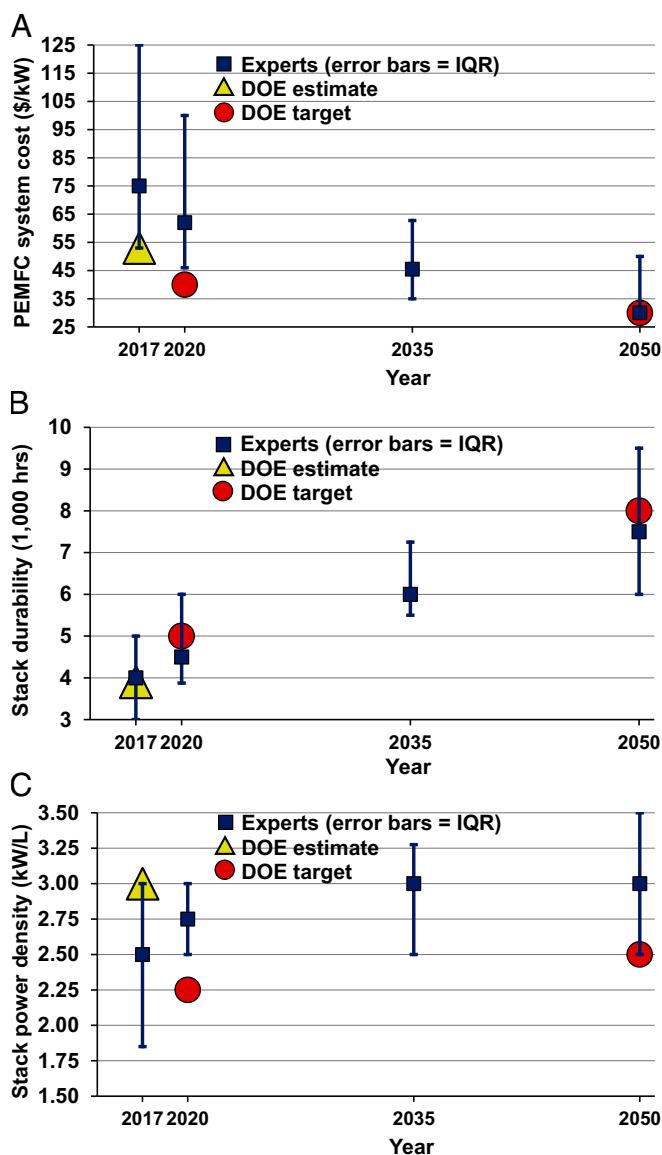 A
PEMFC system cost ($/kW)
125
115
105
95
85
75
65
55
45
35
25
Experts (error bars = IQR)
DOE estimate
DOE target
2017 2020 2035 2050
Year
B
Stack durability (1,000 hrs)
10
9
8
7
6
5
4
3
Experts (error bars = IQR)
DOE estimate
DOE target
2017 2020 2035 2050
Year
C
Stack power density (kW/L)
3.50
3.25
3.00
2.75
2.50
2.25
2.00
1.75
1.50
Experts (error bars = IQR)
DOE estimate
DOE target
2017 2020 2035 2050
Year